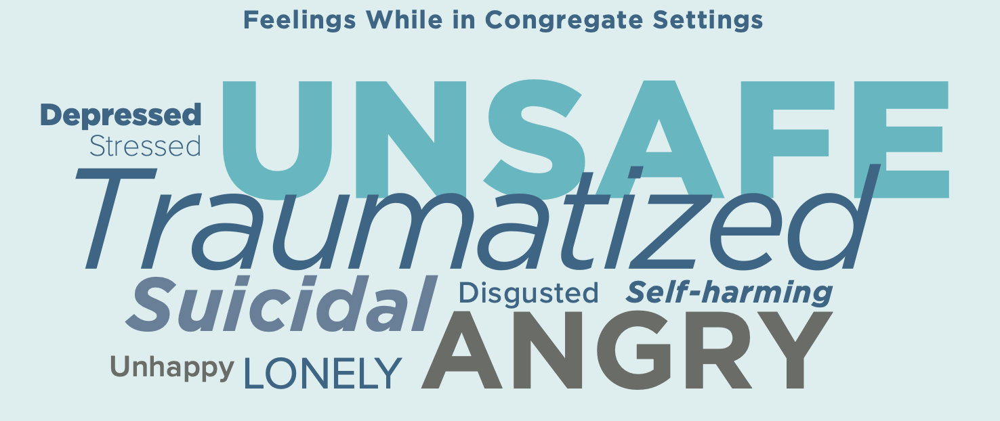 Feelings While in Congregate Settings
Depressed
UNSAFE
Stressed
Traumatized
Suicidal
Disgusted
Self-harming
ANGRY
Unhappy
LONELY